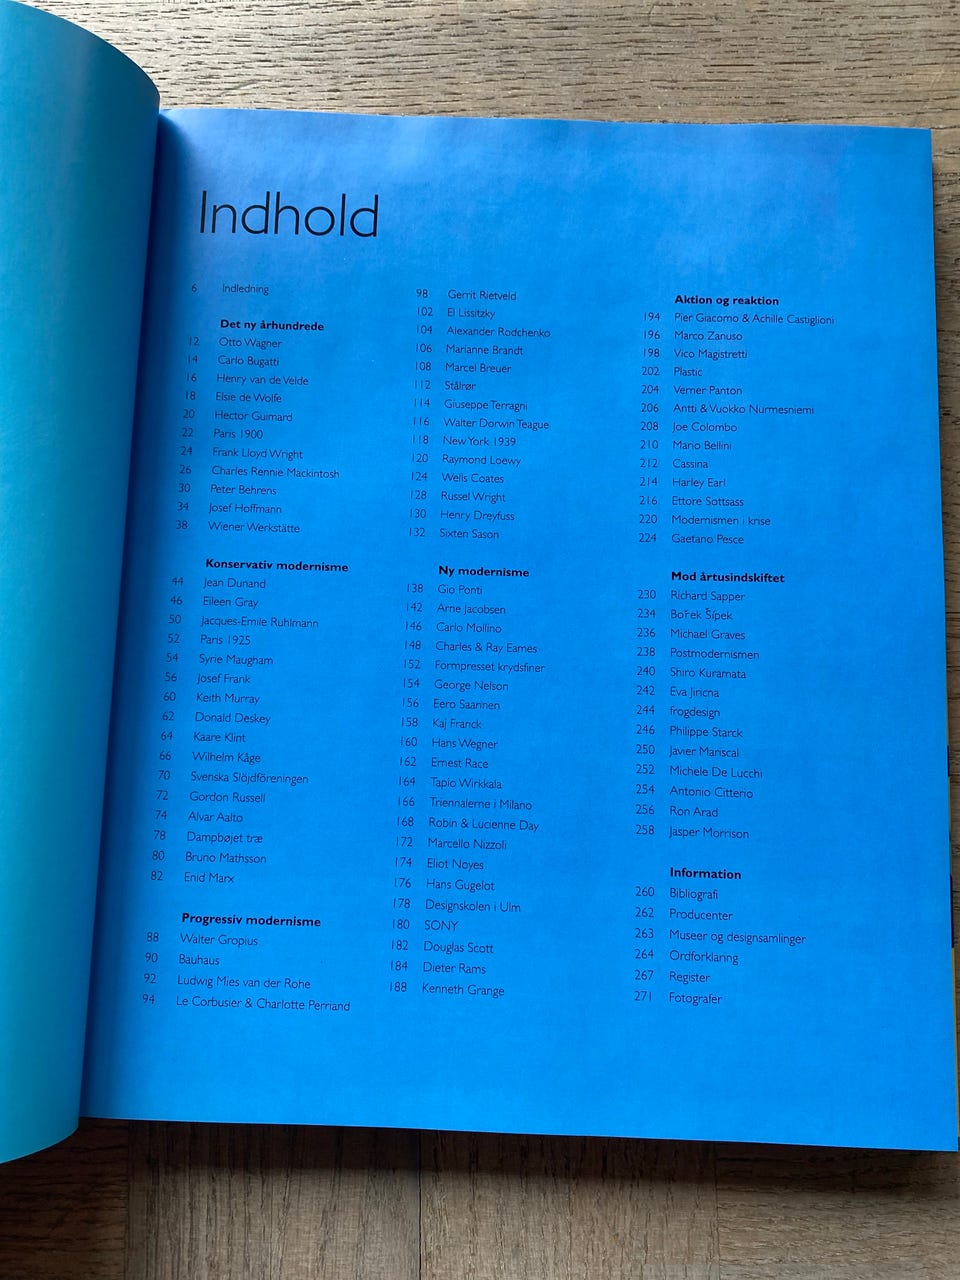 Indhold
6 Indledning
Det ny århundrede
12 Otto Wagner
14 Carlo Bugatti
16 Henry van de Velde
18 Elsie de Wolfe
20 Hector Guimard
22 Paris 1900
24 Frank Lloyd Wright
26 Charles Rennie Mackintosh
30 Peter Behrens
34 Josef Hoffmann
38 Wiener Werkstätte
Konservativ modernisme
44 Jean Dunand
46 Eileen Gray
50 Jacques-Emile Ruhlmann
52 Paris 1925
54 Syrie Maugham
56 Josef Frank
60 Keith Murray
62 Donald Deskey
64 Kaare Klint
66 Wilhelm Kåge
70 Svenska Slöjdföreningen
72 Gordon Russell
74 Alvar Aalto
78 Dampbøjet træ
80 Bruno Mathsson
82 Enid Marx
Progressiv modernisme
88 Walter Gropius
90 Bauhaus
92 Ludwig Mies van der Rohe
94 Le Corbusier & Charlotte Perriand
98 Gerrit Rietveld
102 El Lissitzky
104 Alexander Rodchenko
106 Marianne Brandt
108 Marcel Breuer
112 Stålrør
114 Giuseppe Terragni
116 Walter Dorwin Teague
118 New York 1939
120 Raymond Loewy
124 Wells Coates
128 Russel Wright
130 Henry Dreyfuss
132 Sixten Sason
Ny modernisme
138 Gio Ponti
142 Arne Jacobsen
146 Carlo Mollino
148 Charles & Ray Eames
152 Formpresset krydsfiner
154 George Nelson
156 Eero Saarinen
158 Kaj Franck
160 Hans Wegner
162 Ernest Race
164 Tapio Wirkkala
166 Triennalerne i Milano
168 Robin & Lucienne Day
172 Marcello Nizzoli
174 Eliot Noyes
176 Hans Gugelot
178 Designskolen i Ulm
180 SONY
182 Douglas Scott
184 Dieter Rams
188 Kenneth Grange
Aktion og reaktion
194 Pier Giacomo & Achille Castiglioni
196 Marco Zanuso
198 Vico Magistretti
202 Plastic
204 Verner Panton
206 Antti & Vuokko Nurmesniemi
208 Joe Colombo
210 Mario Bellini
212 Cassina
214 Harley Earl
216 Ettore Sottsass
220 Modernismen i krise
224 Gaetano Pesce
Mod årtusindskiftet
230 Richard Sapper
234 Bořek Šípek
236 Michael Graves
238 Postmodernismen
240 Shiro Kuramata
242 Eva Jiricna
244 frogdesign
246 Philippe Starck
250 Javier Mariscal
252 Michele De Lucchi
254 Antonio Citterio
256 Ron Arad
258 Jasper Morrison
Information
260 Bibliografi
262 Producenter
263 Museer og designsamlinger
264 Ordforklaring
267 Register
271 Fotografer